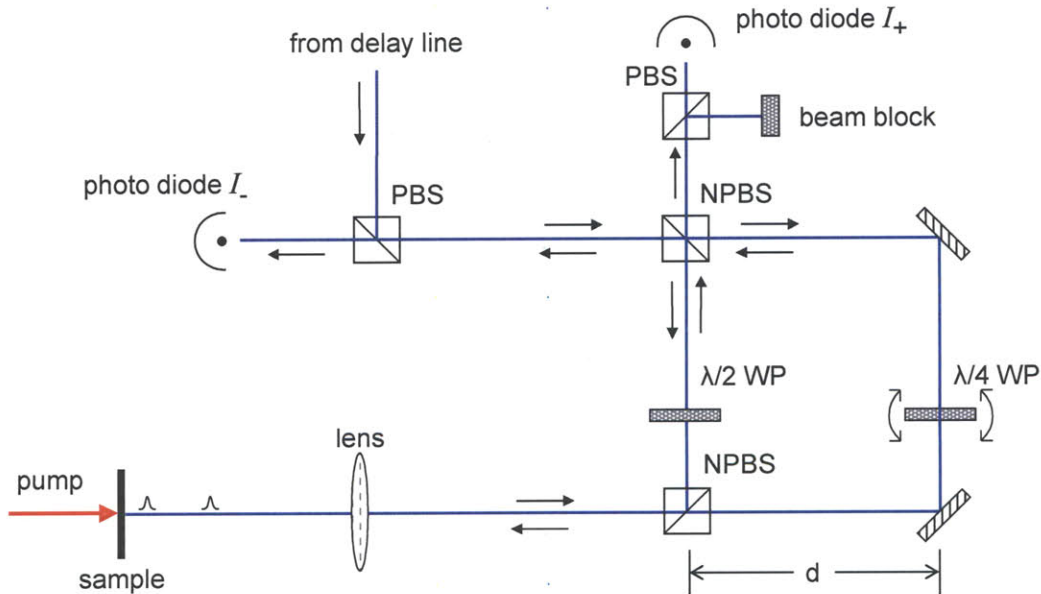 photo diode I₊
from delay line
PBS
beam block
photo diode I₋
PBS
NPBS
λ/2 WP
λ/4 WP
lens
NPBS
pump
sample
d